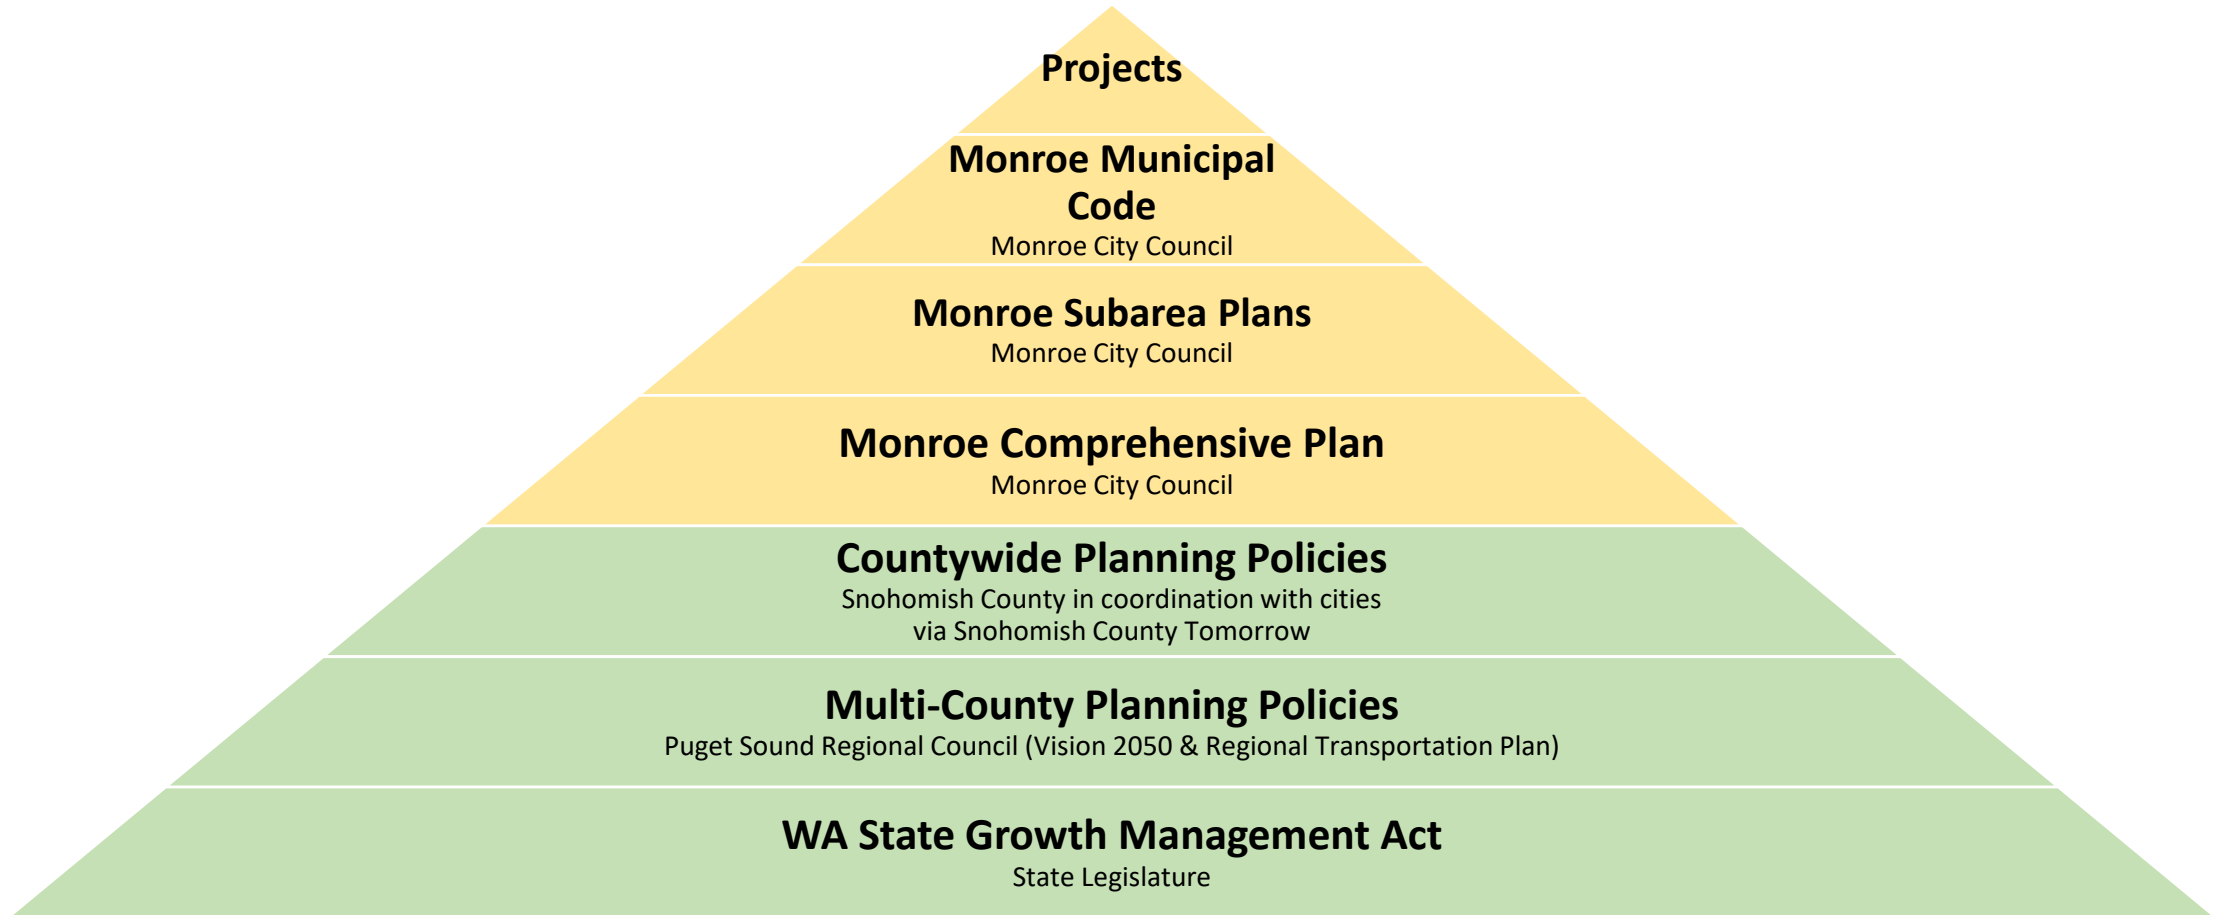 Projects
Monroe Municipal
Code
Monroe City Council
Monroe Subarea Plans
Monroe City Council
Monroe Comprehensive Plan
Monroe City Council
Countywide Planning Policies
Snohomish County in coordination with cities
via Snohomish County Tomorrow
Multi-County Planning Policies
Puget Sound Regional Council (Vision 2050 & Regional Transportation Plan)
WA State Growth Management Act
State Legislature